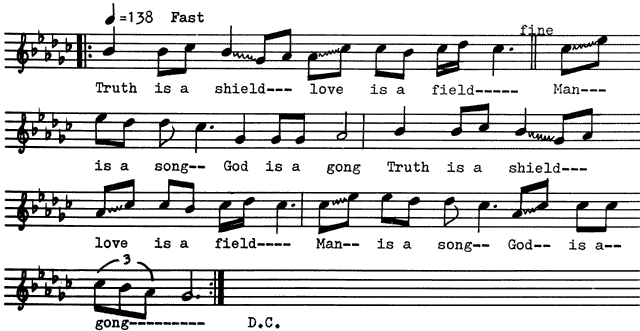 ♩=138 Fast
fine
Truth is a shield--- love is a field----- Man---
is a song-- God is a gong Truth is a shield---
love is a field---- Man-- is a song-- God-- is a--
3
gong--------- D.C.